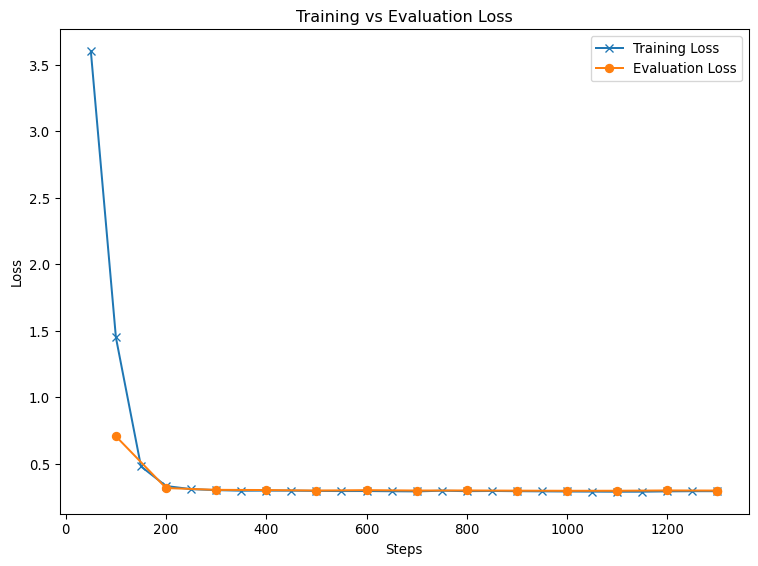 Training vs Evaluation Loss
Training Loss
Evaluation Loss
3.5
3.0
2.5
2.0
1.5
1.0
0.5
Loss
0 200 400 600 800 1000 1200
Steps